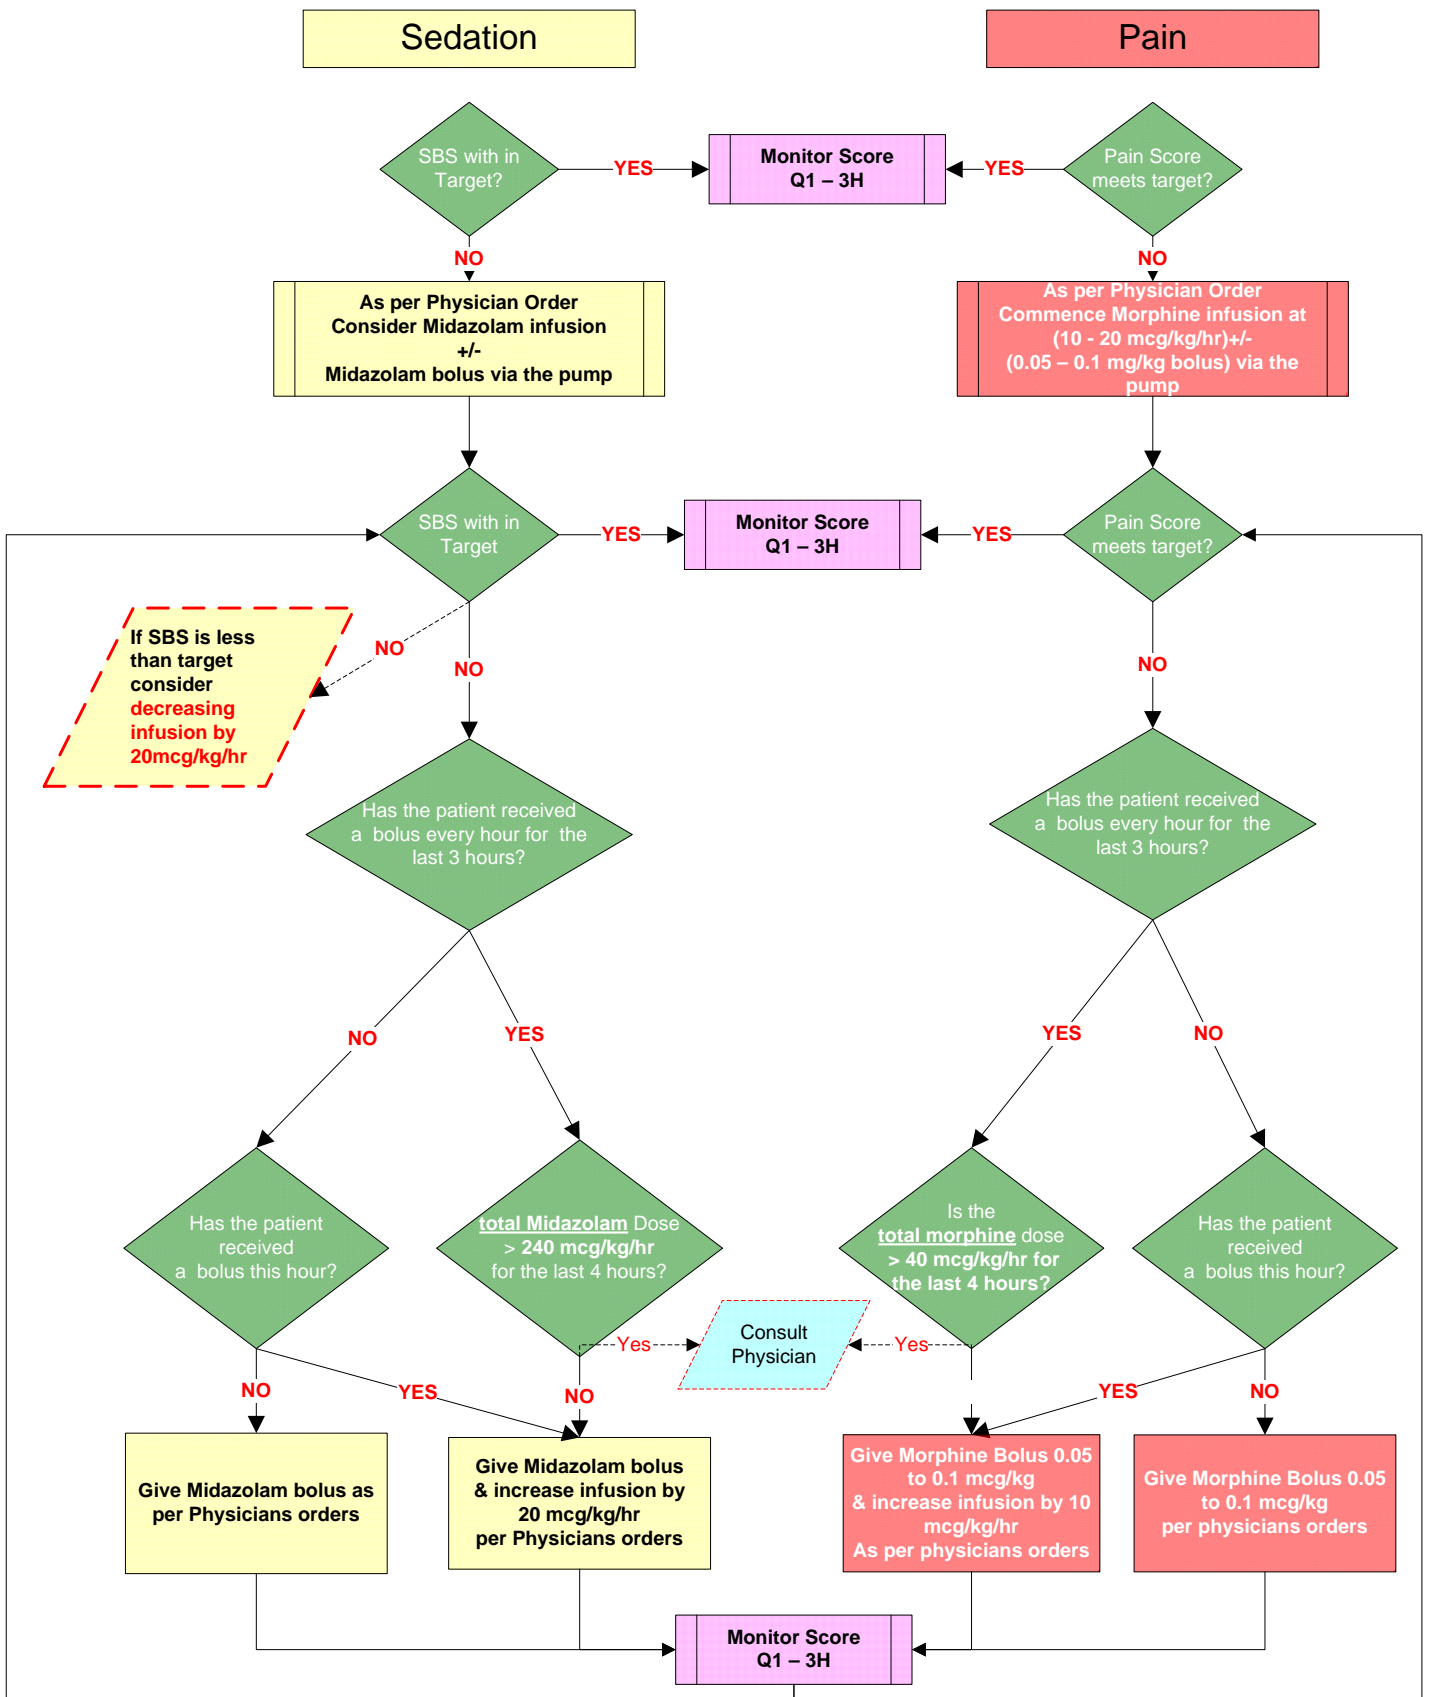 Sedation
Pain
SBS with in
Target?
YES
Monitor Score
Q1 – 3H
YES
Pain Score
meets target?
NO
NO
As per Physician Order
Consider Midazolam infusion
+/-
Midazolam bolus via the pump
As per Physician Order
Commence Morphine infusion at
(10 - 20 mcg/kg/hr)+/-
(0.05 – 0.1 mg/kg bolus) via the
pump
SBS with in
Target
YES
Monitor Score
Q1 – 3H
YES
Pain Score
meets target?
If SBS is less
than target
consider
decreasing
infusion by
20mcg/kg/hr
NO
NO
NO
Has the patient received
a bolus every hour for the
last 3 hours?
Has the patient received
a bolus every hour for the
last 3 hours?
NO
YES
YES
NO
Has the patient
received
a bolus this hour?
total Midazolam Dose
> 240 mcg/kg/hr
for the last 4 hours?
Is the
total morphine dose
> 40 mcg/kg/hr for
the last 4 hours?
Has the patient
received
a bolus this hour?
Yes
Consult
Physician
Yes
NO
YES
NO
YES
NO
Give Midazolam bolus as
per Physicians orders
Give Midazolam bolus
& increase infusion by
20 mcg/kg/hr
per Physicians orders
Give Morphine Bolus 0.05
to 0.1 mcg/kg
& increase infusion by 10
mcg/kg/hr
As per physicians orders
Give Morphine Bolus 0.05
to 0.1 mcg/kg
per physicians orders
Monitor Score
Q1 – 3H